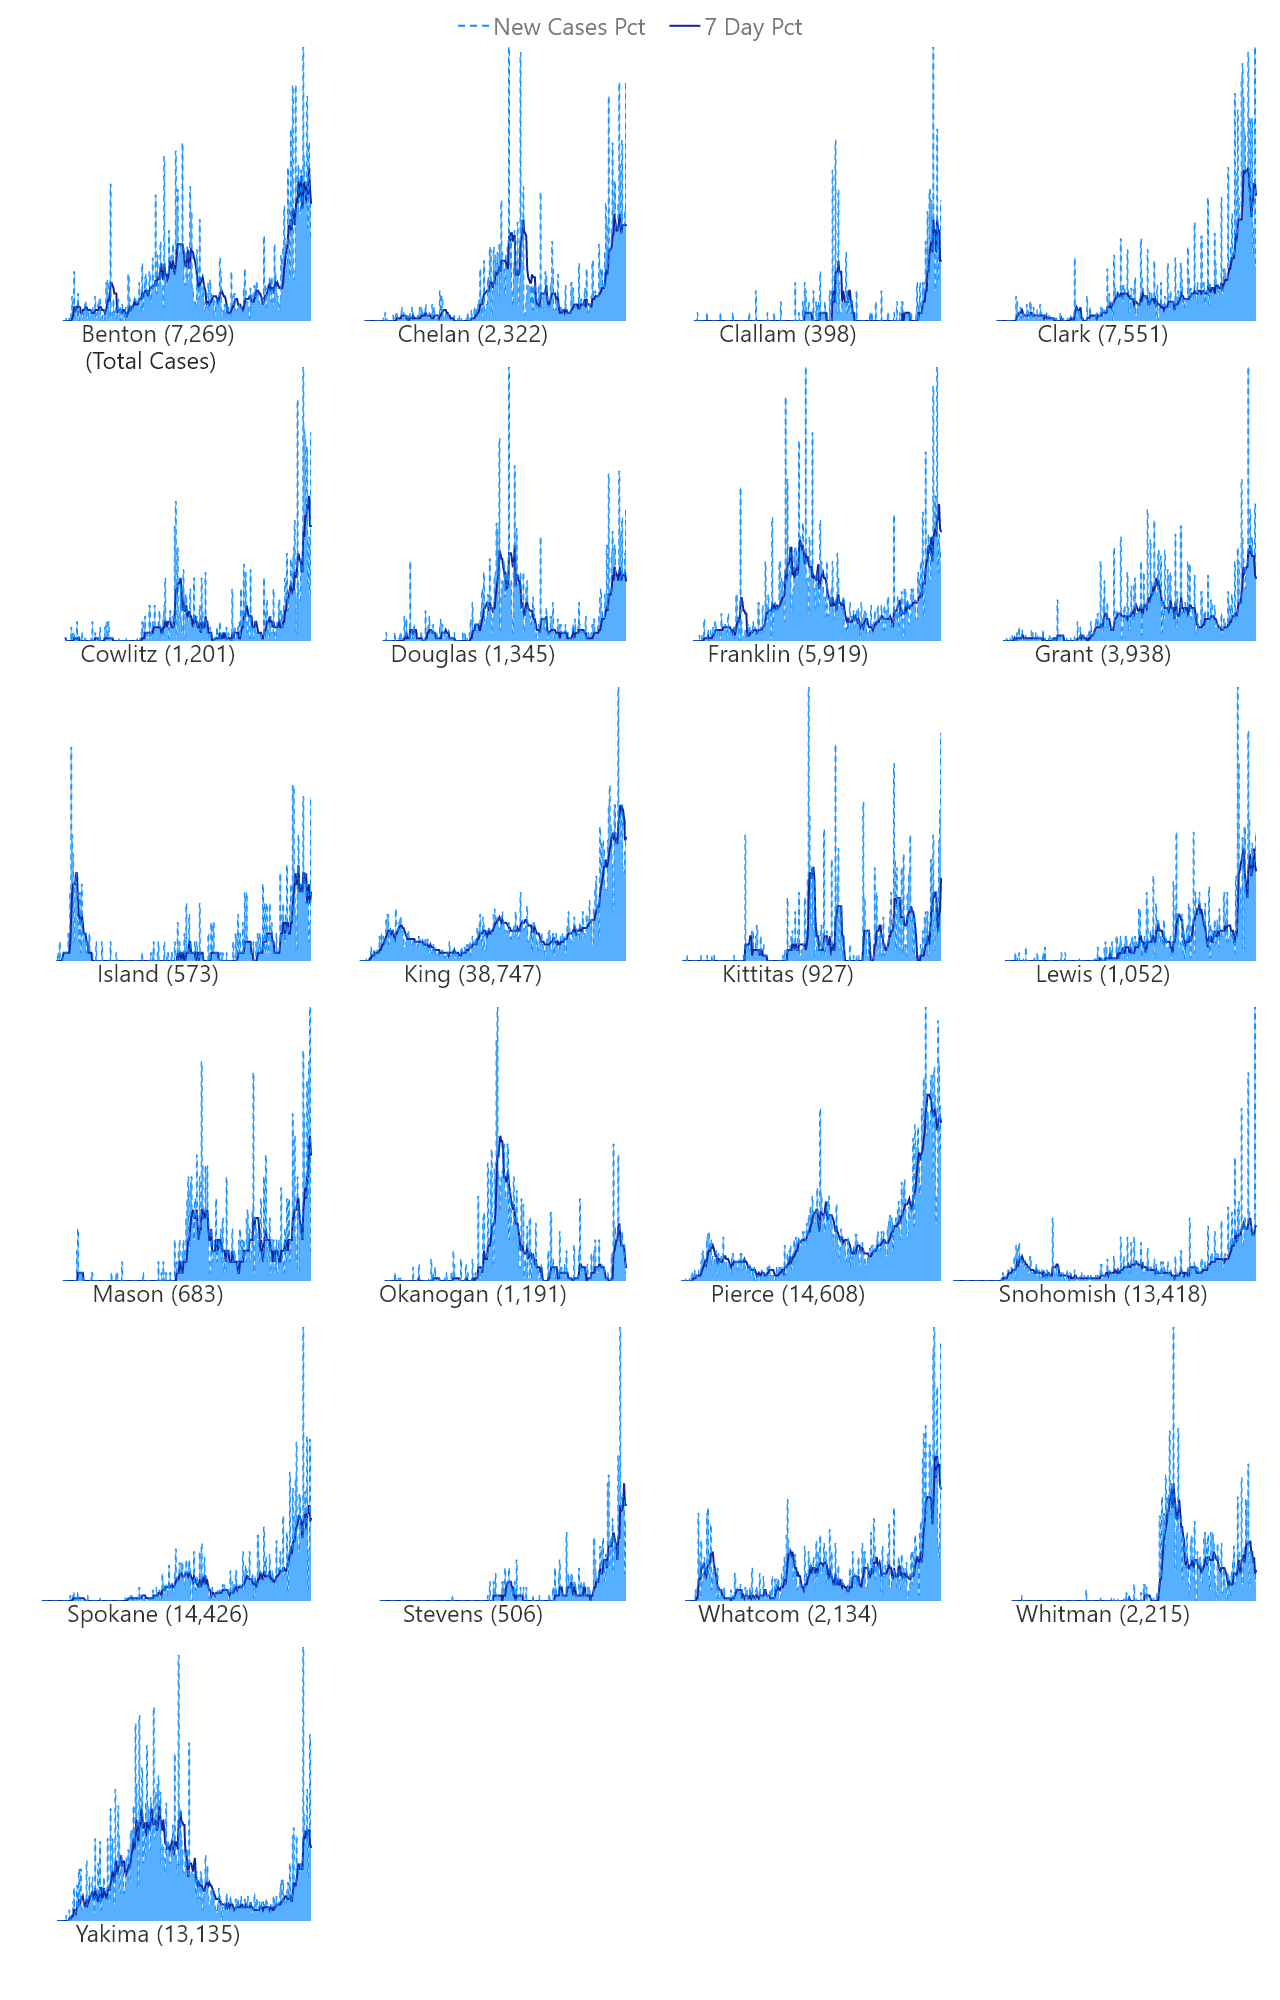 New Cases Pct 7 Day Pct
Benton (7,269) Chelan (2,322) Clallam (398) Clark (7,551)
(Total Cases)
Cowlitz (1,201) Douglas (1,345) Franklin (5,919) Grant (3,938)
Island (573) King (38,747) Kittitas (927) Lewis (1,052)
Mason (683) Okanogan (1,191) Pierce (14,608) Snohomish (13,418)
Spokane (14,426) Stevens (506) Whatcom (2,134) Whitman (2,215)
Yakima (13,135)